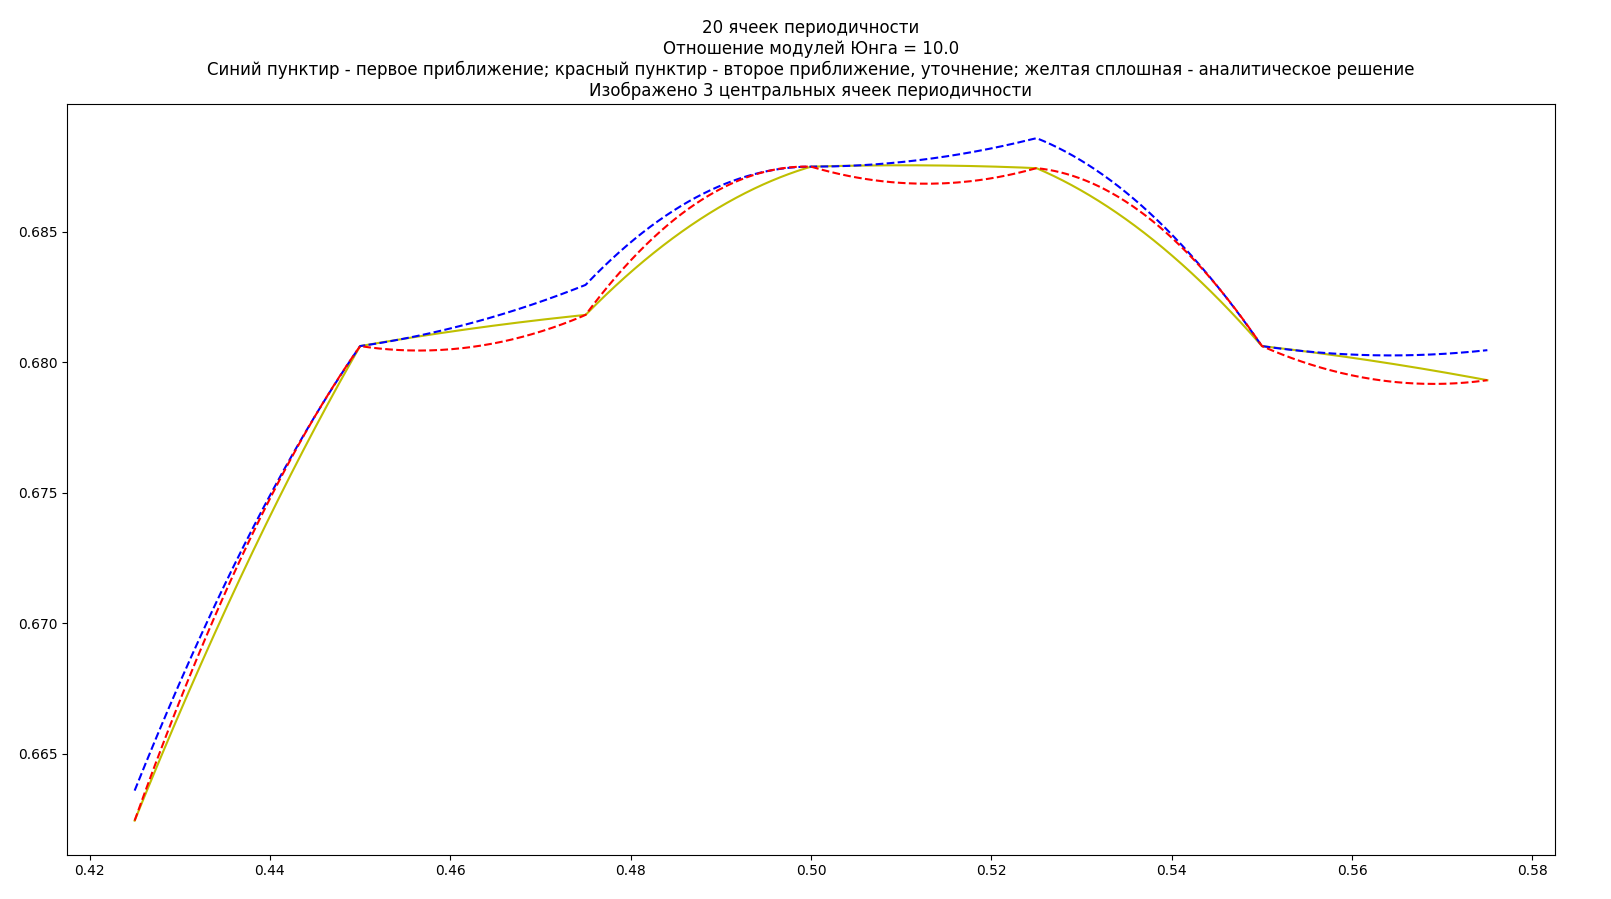 20 ячеек периодичности
Отношение модулей Юнга = 10.0
Синий пунктир - первое приближение; красный пунктир - второе приближение, уточнение; желтая сплошная - аналитическое решение
Изображено 3 центральных ячеек периодичности
0.685
0.680
0.675
0.670
0.665
0.42 0.44 0.46 0.48 0.50 0.52 0.54 0.56 0.58